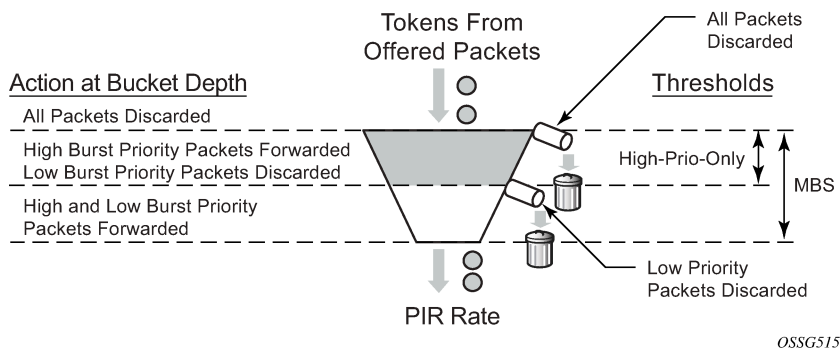 Tokens From
Offered Packets
All Packets
Discarded
Action at Bucket Depth
Thresholds
All Packets Discarded
High Burst Priority Packets Forwarded
Low Burst Priority Packets Discarded
High-Prio-Only
MBS
High and Low Burst Priority
Packets Forwarded
Low Priority
Packets Discarded
PIR Rate
OSSG515